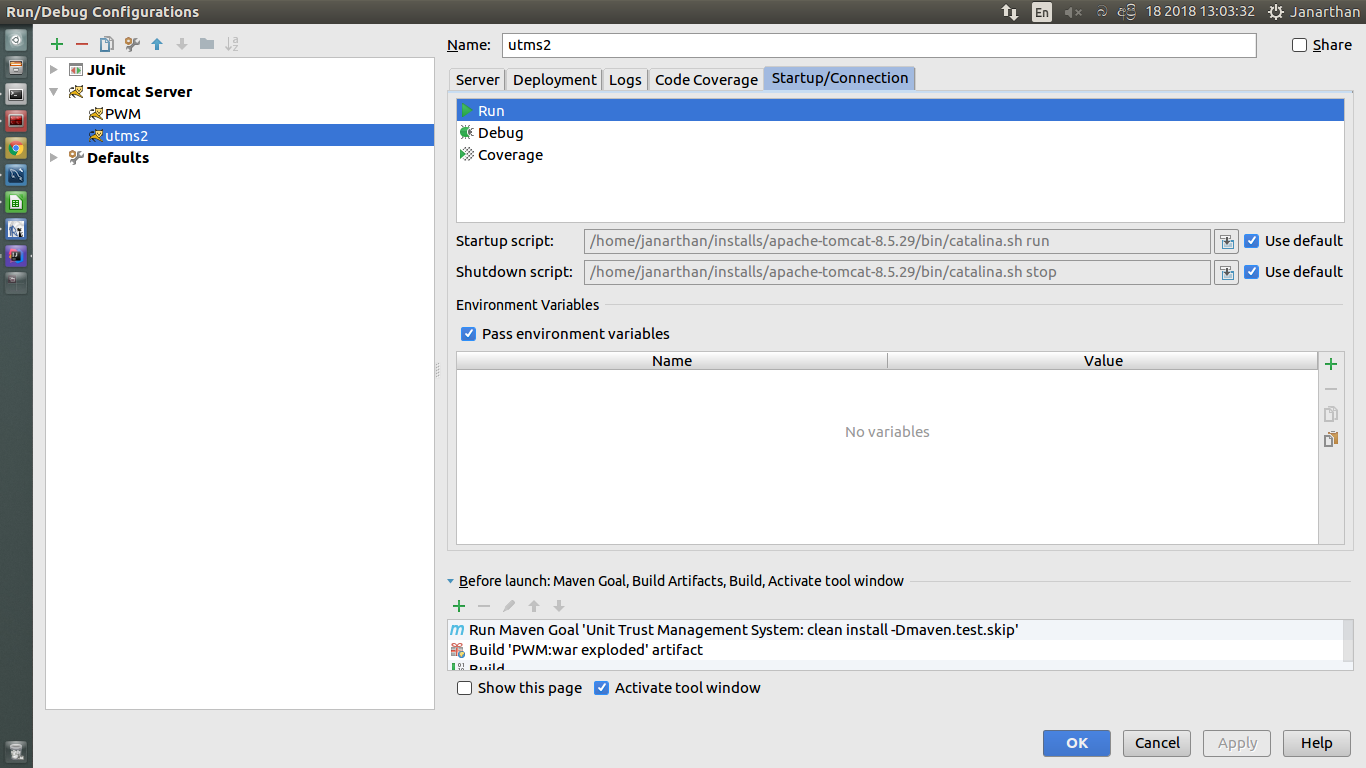 Run/Debug Configurations
En
අප්‍රි 18 2018 13:03:32
Janarthan
Name: utms2
Share
JUnit
Tomcat Server
PWM
utms2
Defaults
Server Deployment Logs Code Coverage Startup/Connection
Run
Debug
Coverage
Startup script: /home/janarthan/installs/apache-tomcat-8.5.29/bin/catalina.sh run Use default
Shutdown script: /home/janarthan/installs/apache-tomcat-8.5.29/bin/catalina.sh stop Use default
Environment Variables
Pass environment variables
Name Value
No variables
Before launch: Maven Goal, Build Artifacts, Build, Activate tool window
Run Maven Goal 'Unit Trust Management System: clean install -Dmaven.test.skip'
Build 'PWM:war exploded' artifact
Build
Show this page Activate tool window
OK Cancel Apply Help